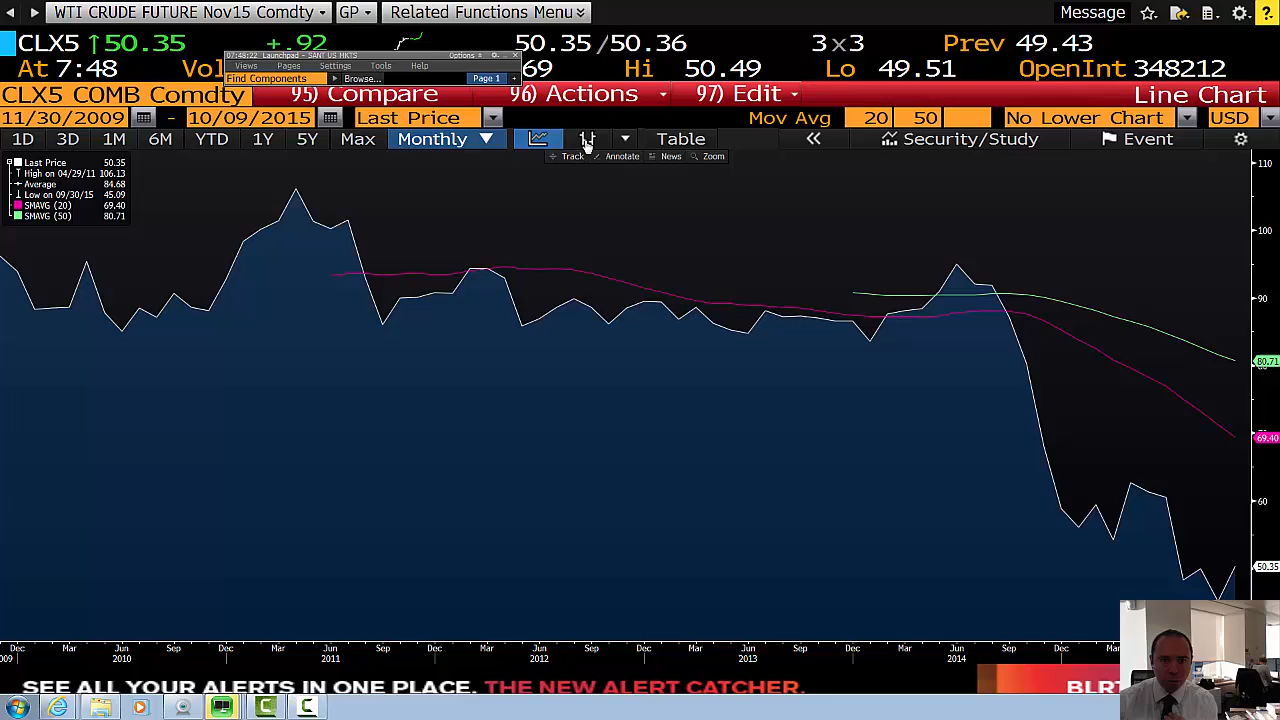 WTI CRUDE FUTURE Nov15 Comdty GP Related Functions Menu Message
CLX5 ↑50.35 +.92 50.35/50.36 3x3 Prev 49.43
At 7:48 Vol 69 Hi 50.49 Lo 49.51 OpenInt 348212
07:48:22 Launchpad - SANT US MKTS Options
Views Pages Settings Tools Help
Find Components Browse... Page 1
CLX5 COMB Comdty 95) Compare 96) Actions 97) Edit Line Chart
11/30/2009 - 10/09/2015 Last Price Mov Avg 20 50 No Lower Chart USD
1D 3D 1M 6M YTD 1Y 5Y Max Monthly ▼ Table « Security/Study Event
Track Annotate News Zoom
Last Price 50.35
High on 04/29/11 106.13
Average 84.68
Low on 09/30/15 45.09
SMAVG (20) 69.40
SMAVG (50) 80.71
110
100
90
80.71
69.40
60
50.35
Dec Mar Jun Sep Dec Mar Jun Sep Dec Mar Jun Sep Dec Mar Jun Sep Dec Mar Jun Sep Dec Mar
2010 2011 2012 2013 2014
SEE ALL YOUR ALERTS IN ONE PLACE. THE NEW ALERT CATCHER. BLRT